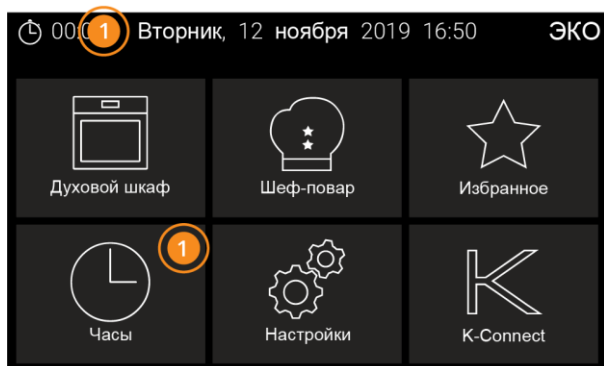 00:0 1 Вторник, 12 ноября 2019 16:50 ЭКО
Духовой шкаф Шеф-повар Избранное
1
Часы Настройки K-Connect